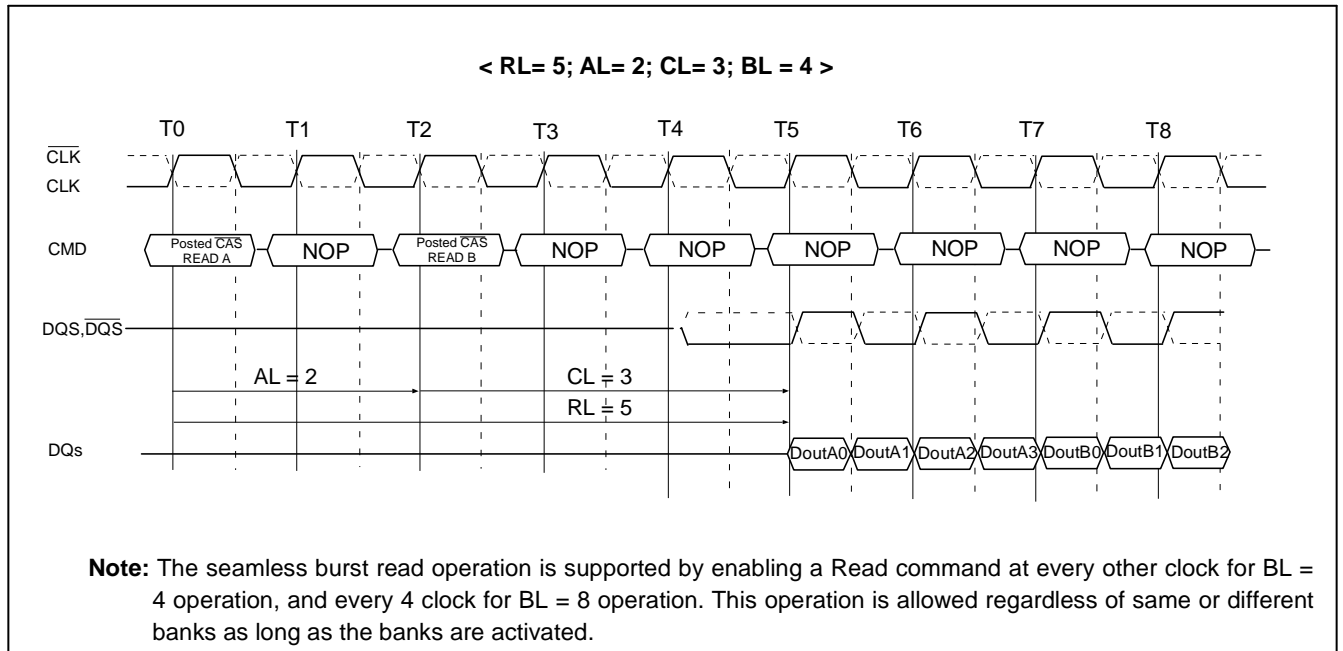 < RL= 5; AL= 2; CL= 3; BL = 4 >
T0 T1 T2 T3 T4 T5 T6 T7 T8
CLK
CLK
CMD Posted CAS READ A NOP Posted CAS READ B NOP NOP NOP NOP NOP NOP
DQS,DQS
AL = 2 CL = 3
RL = 5
DQs DoutA0 DoutA1 DoutA2 DoutA3 DoutB0 DoutB1 DoutB2
Note: The seamless burst read operation is supported by enabling a Read command at every other clock for BL =
4 operation, and every 4 clock for BL = 8 operation. This operation is allowed regardless of same or different
banks as long as the banks are activated.